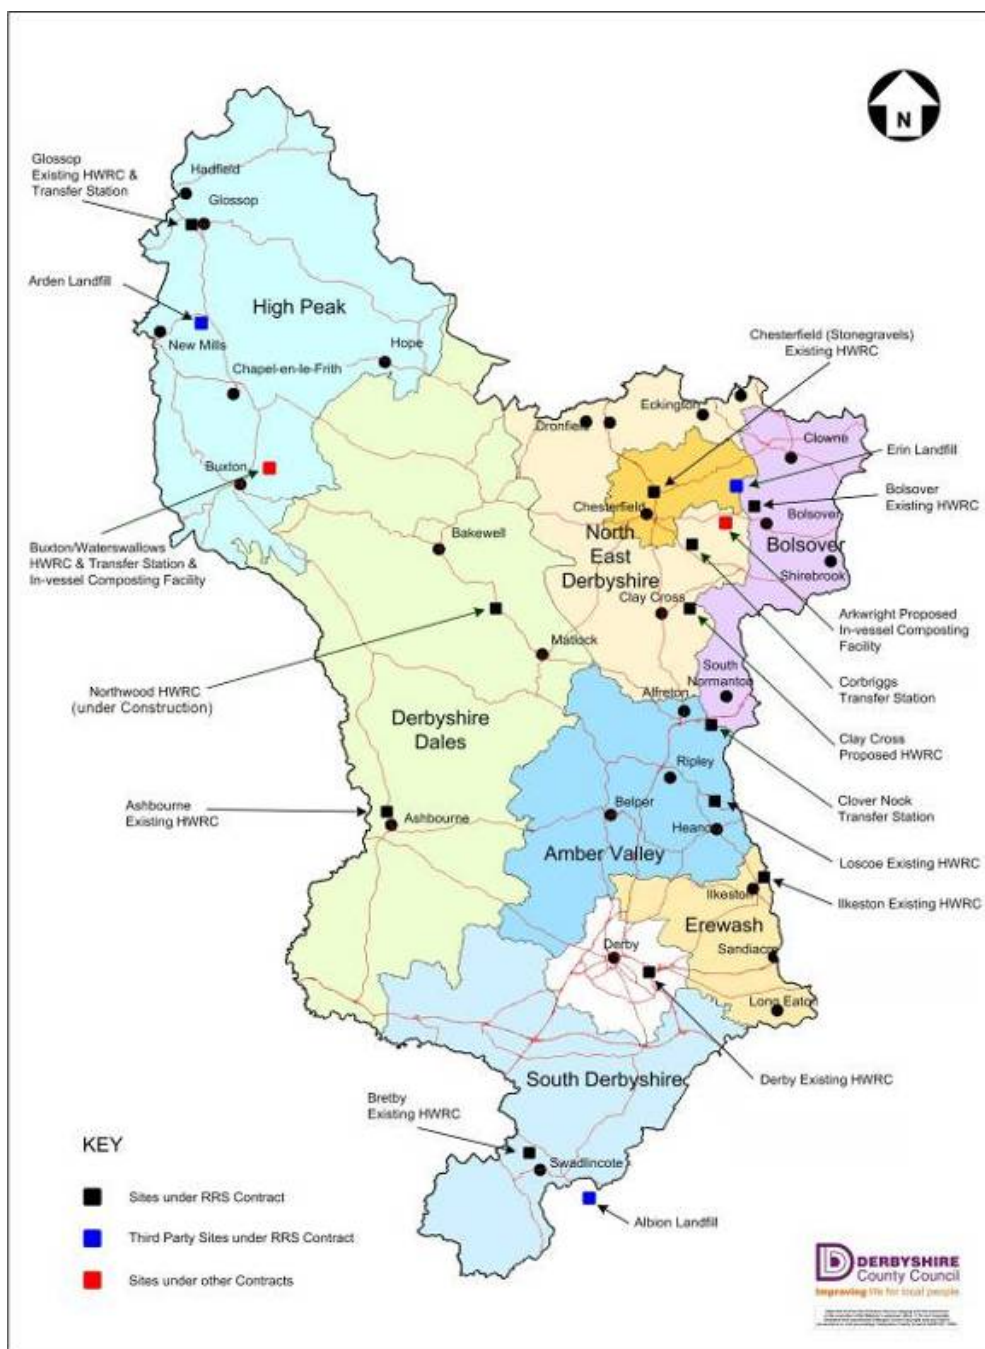 N
Glossop
Existing HWRC &
Transfer Station
Hadfield
Glossop
Arden Landfill
High Peak
New Mills
Hope
Chapel-en-le-Frith
Chesterfield (Stonegravels)
Existing HWRC
Eckington
Dronfield
Clowne
Erin Landfill
Buxton
Bolsover
Existing HWRC
Chesterfield
Bolsover
North
East
Derbyshire
Bolsover
Bakewell
Buxton/Waterswallows
HWRC & Transfer Station &
In-vessel Composting Facility
Shirebrook
Clay Cross
Arkwright Proposed
In-vessel Composting
Facility
Matlock
South
Normanton
Corbriggs
Transfer Station
Northwood HWRC
(under Construction)
Alfreton
Derbyshire
Dales
Clay Cross
Proposed HWRC
Ripley
Ashbourne
Existing HWRC
Belper
Clover Nook
Transfer Station
Ashbourne
Heanor
Amber Valley
Loscoe Existing HWRC
Ilkeston
Ilkeston Existing HWRC
Erewash
Derby
Sandiacre
Long Eaton
South Derbyshire
Derby Existing HWRC
Bretby
Existing HWRC
KEY
Swadlincote
Sites under RRS Contract
Albion Landfill
Third Party Sites under RRS Contract
Sites under other Contracts
DERBYSHIRE
County Council
Improving life for local people